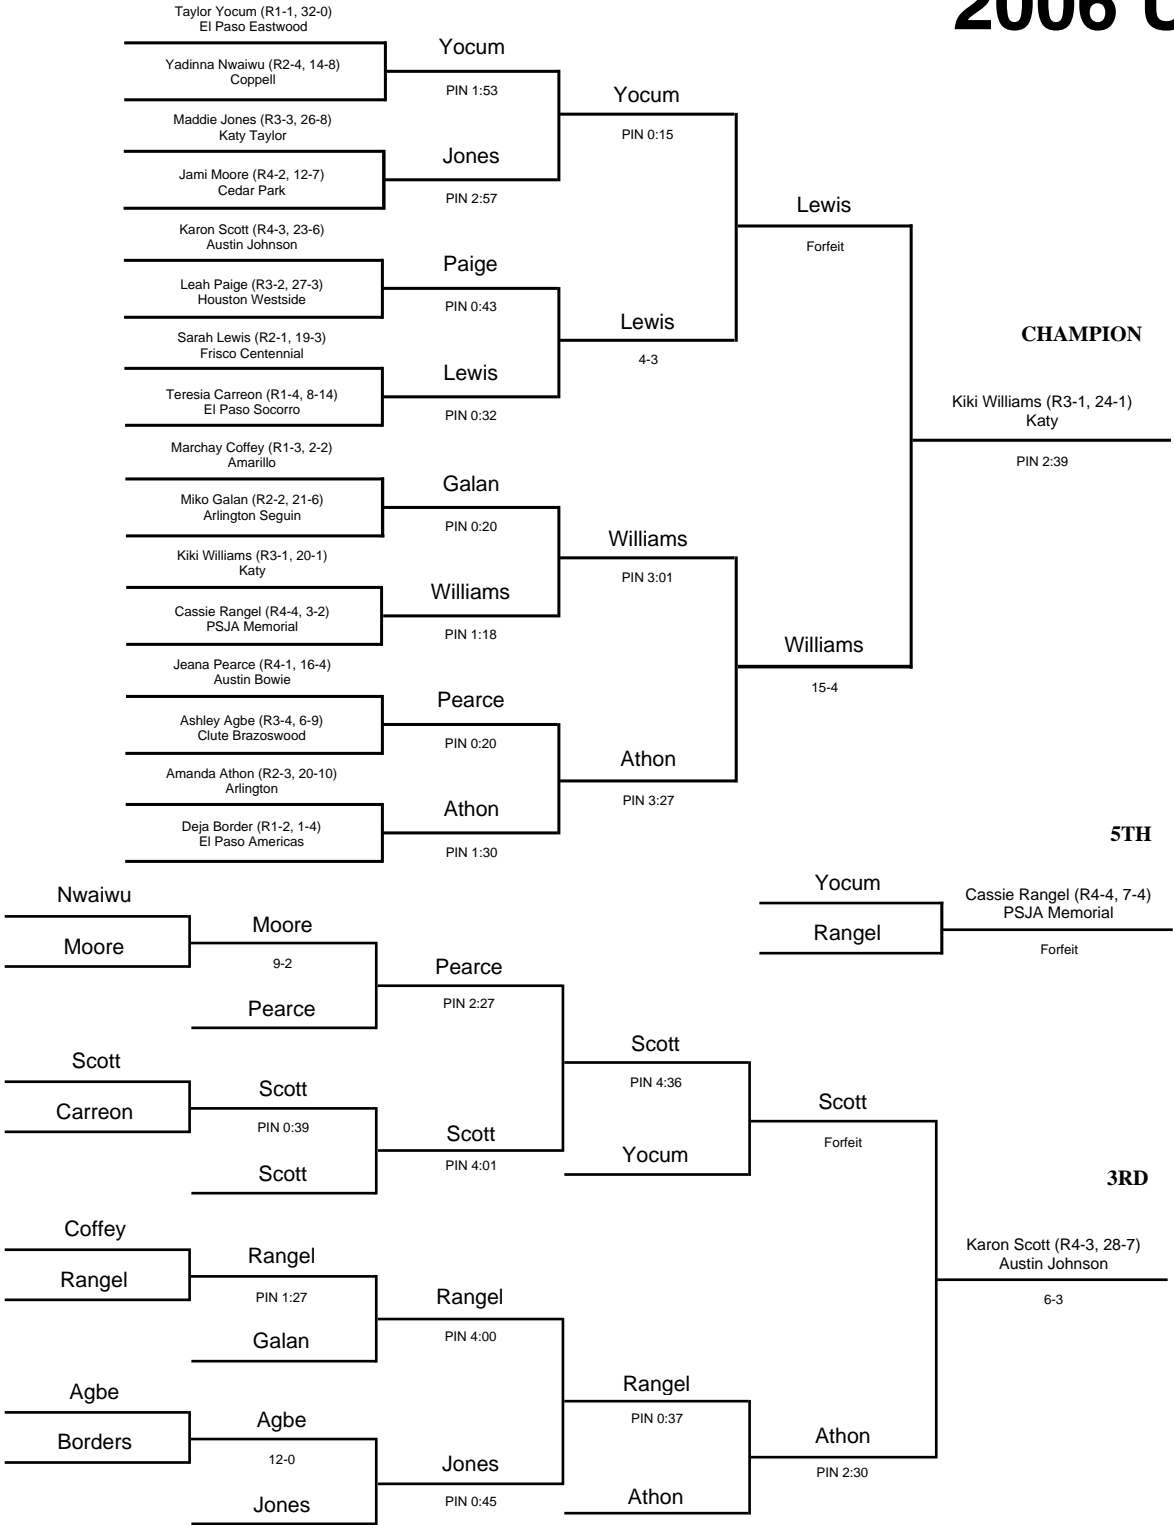 2006 U
Taylor Yocum (R1-1, 32-0)
El Paso Eastwood
Yadinna Nwaiwu (R2-4, 14-8)
Coppell
Yocum
PIN 1:53
Maddie Jones (R3-3, 26-8)
Katy Taylor
Jami Moore (R4-2, 12-7)
Cedar Park
Jones
PIN 2:57
Yocum
PIN 0:15
Karon Scott (R4-3, 23-6)
Austin Johnson
Leah Paige (R3-2, 27-3)
Houston Westside
Paige
PIN 0:43
Sarah Lewis (R2-1, 19-3)
Frisco Centennial
Teresia Carreon (R1-4, 8-14)
El Paso Socorro
Lewis
PIN 0:32
Lewis
4-3
Lewis
Forfeit
Marchay Coffey (R1-3, 2-2)
Amarillo
Miko Galan (R2-2, 21-6)
Arlington Seguin
Galan
PIN 0:20
Kiki Williams (R3-1, 20-1)
Katy
Cassie Rangel (R4-4, 3-2)
PSJA Memorial
Williams
PIN 1:18
Williams
PIN 3:01
Jeana Pearce (R4-1, 16-4)
Austin Bowie
Ashley Agbe (R3-4, 6-9)
Clute Brazoswood
Pearce
PIN 0:20
Amanda Athon (R2-3, 20-10)
Arlington
Deja Border (R1-2, 1-4)
El Paso Americas
Athon
PIN 1:30
Athon
PIN 3:27
Williams
15-4
CHAMPION
Kiki Williams (R3-1, 24-1)
Katy
PIN 2:39
5TH
Yocum
Rangel
Cassie Rangel (R4-4, 7-4)
PSJA Memorial
Forfeit
Nwaiwu
Moore
Moore
9-2
Pearce
Pearce
PIN 2:27
Scott
Carreon
Scott
PIN 0:39
Scott
Scott
PIN 4:01
Scott
PIN 4:36
Yocum
Scott
Forfeit
Coffey
Rangel
Rangel
PIN 1:27
Galan
Rangel
PIN 4:00
Agbe
Borders
Agbe
12-0
Jones
Jones
PIN 0:45
Rangel
PIN 0:37
Athon
Athon
PIN 2:30
3RD
Karon Scott (R4-3, 28-7)
Austin Johnson
6-3